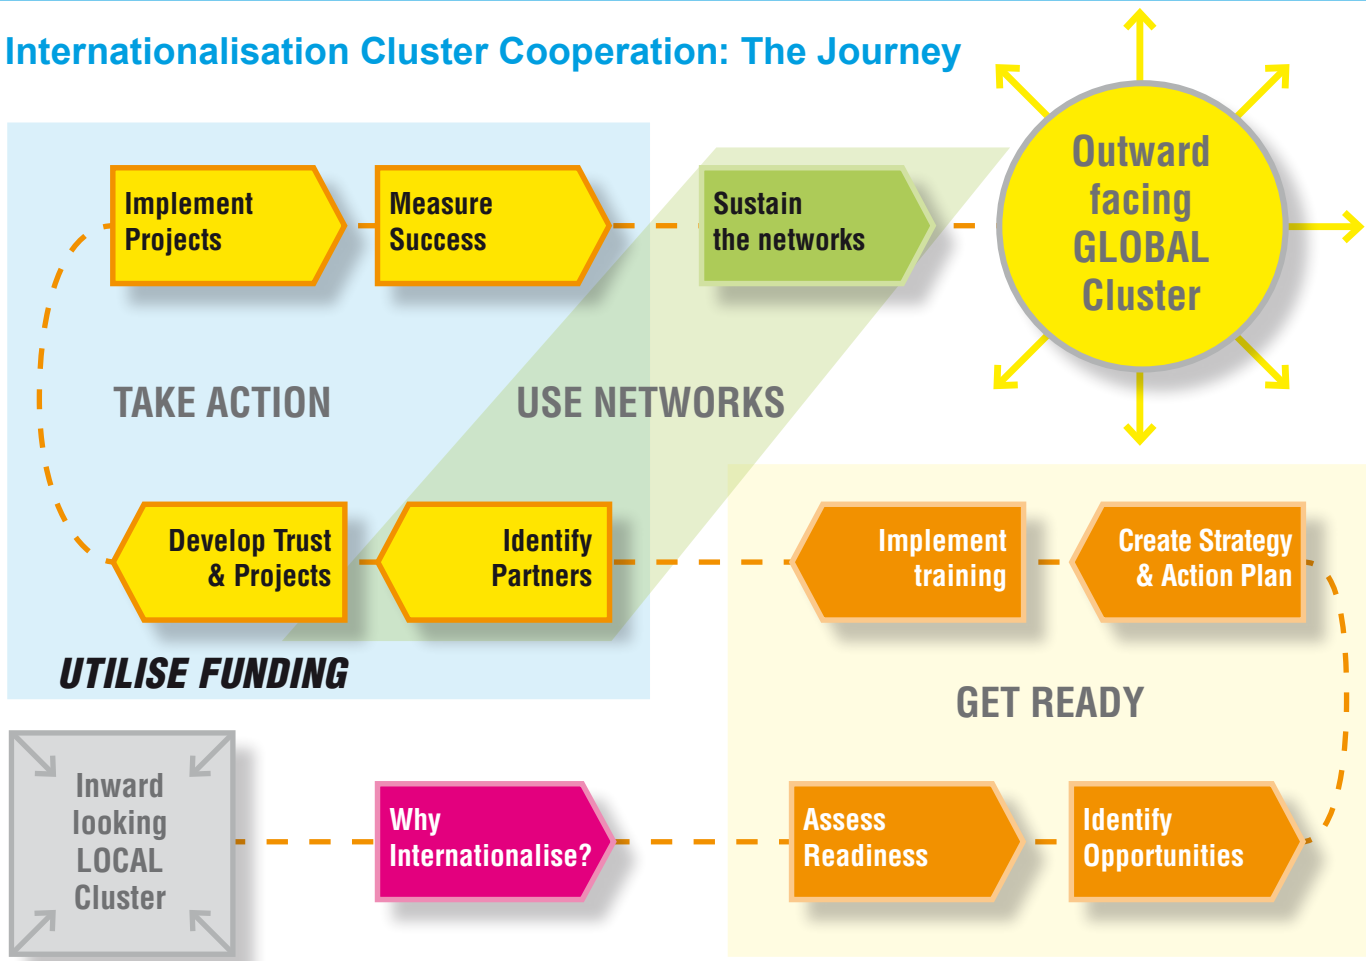 Internationalisation Cluster Cooperation: The Journey
Implement
Projects
Measure
Success
Sustain
the networks
Outward
facing
GLOBAL
Cluster
TAKE ACTION
USE NETWORKS
Develop Trust
& Projects
Identify
Partners
Implement
training
Create Strategy
& Action Plan
UTILISE FUNDING
GET READY
Inward
looking
LOCAL
Cluster
Why
Internationalise?
Assess
Readiness
Identify
Opportunities